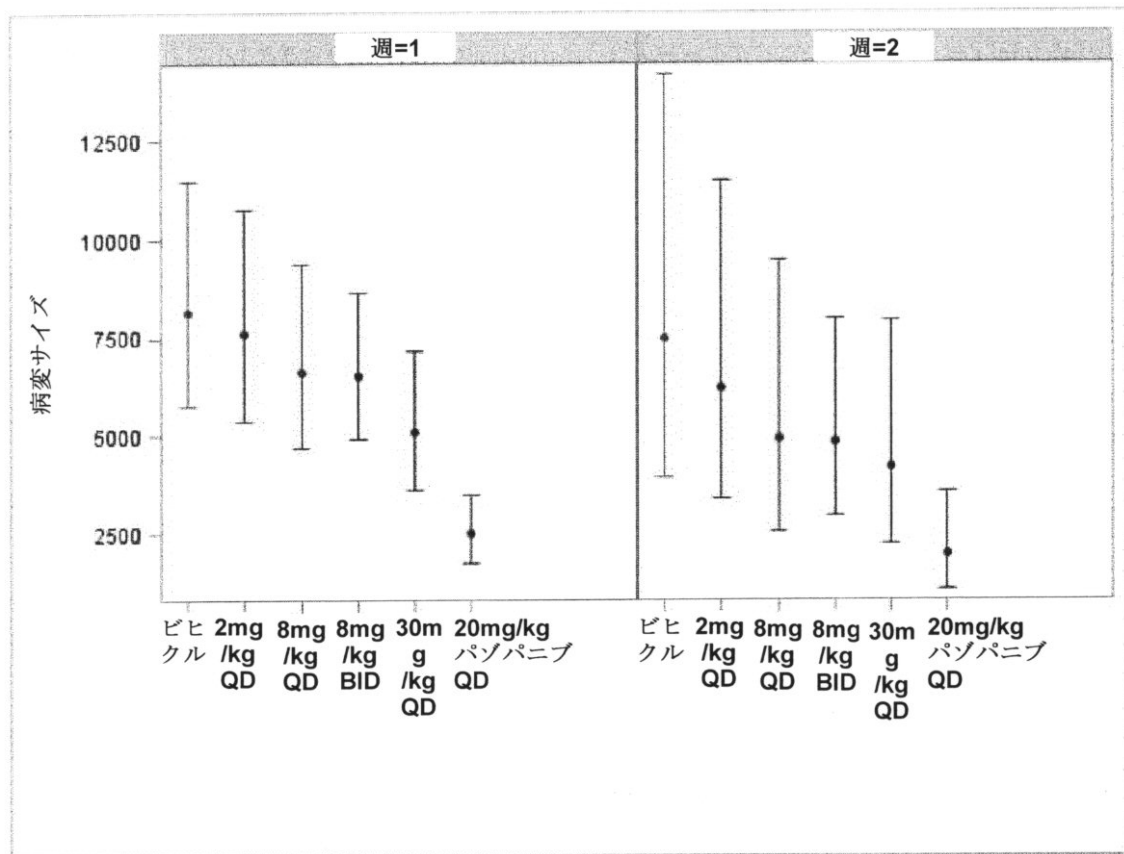 週=1
週=2
12500
10000
7500
5000
2500
病変サイズ
ビヒ
クル
2mg
/kg
QD
8mg
/kg
QD
8mg
/kg
BID
30m
g
/kg
QD
20mg/kg
パゾパニブ
QD
ビヒ
クル
2mg
/kg
QD
8mg
/kg
QD
8mg
/kg
BID
30m
g
/kg
QD
20mg/kg
パゾパニブ
QD